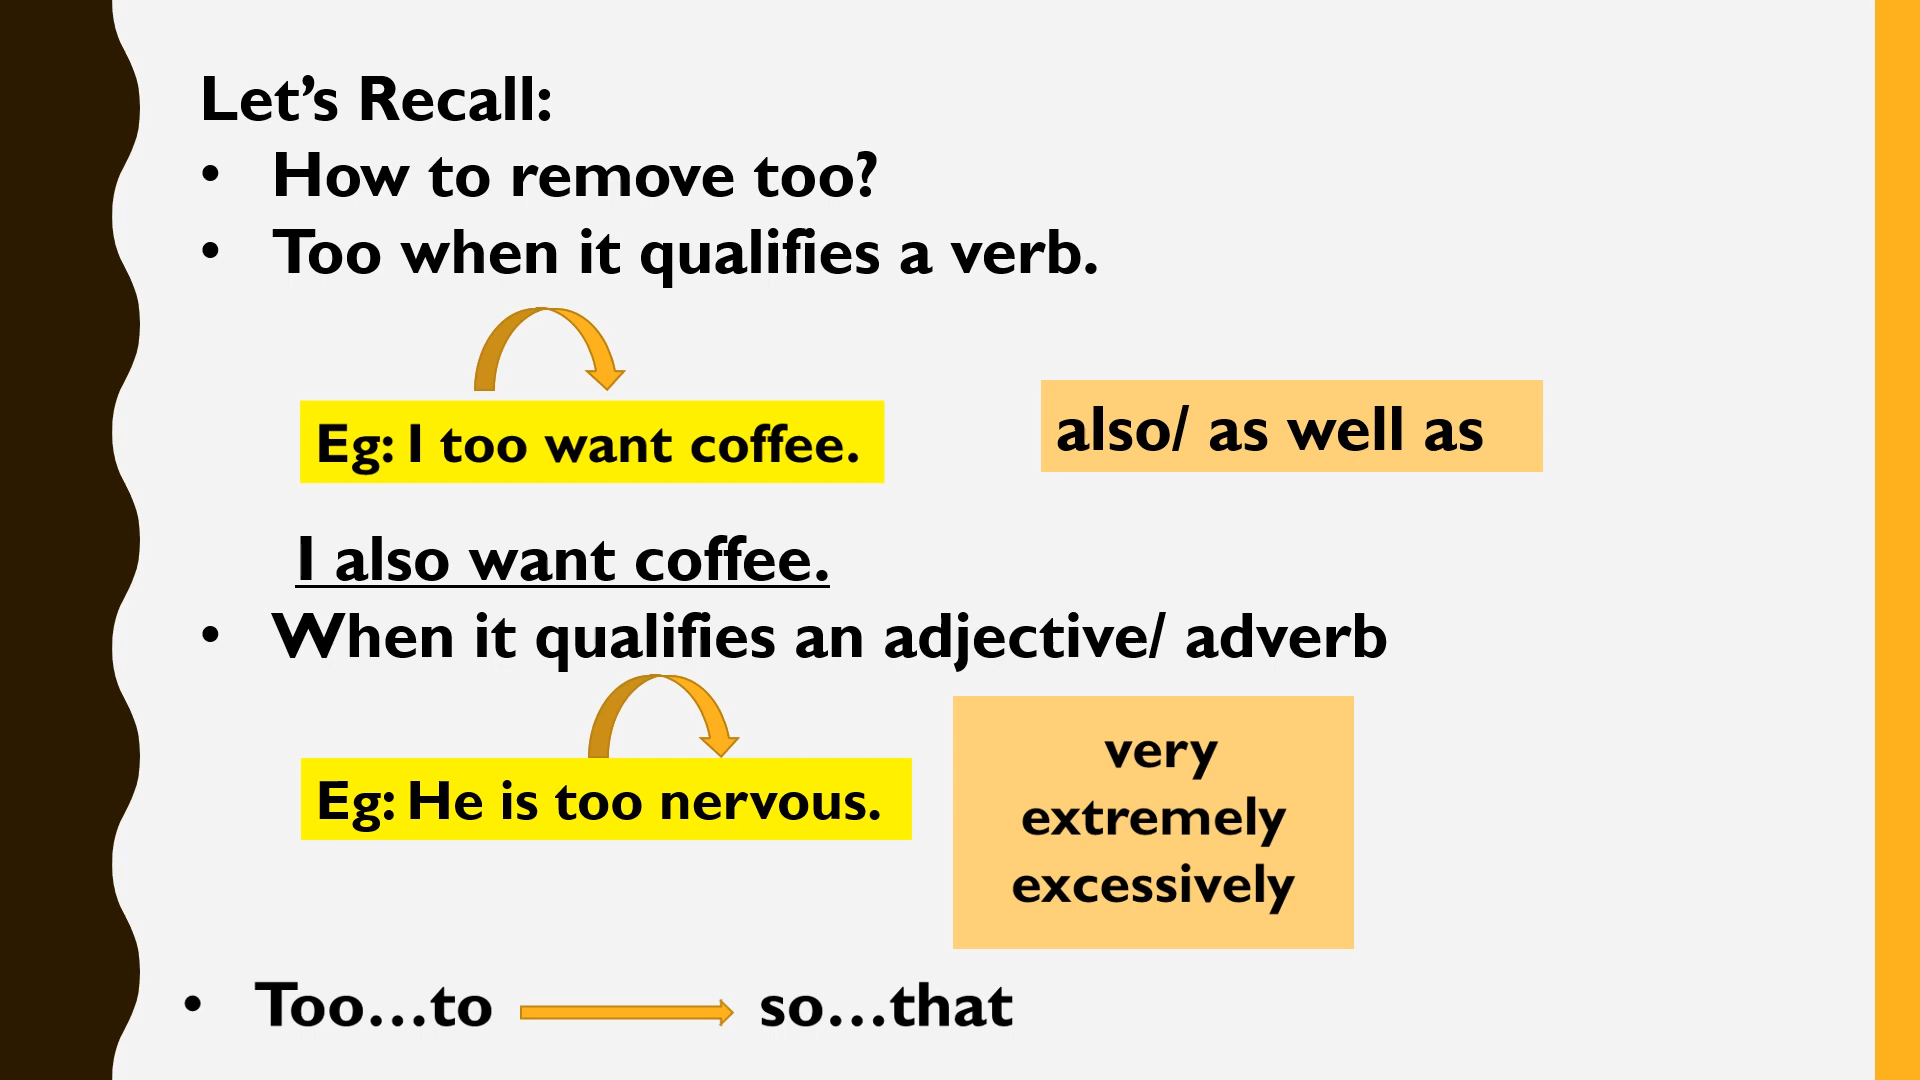 Let’s Recall:
• How to remove too?
• Too when it qualifies a verb.
Eg: I too want coffee.
also/ as well as
I also want coffee.
• When it qualifies an adjective/ adverb
Eg: He is too nervous.
very
extremely
excessively
• Too…to so…that